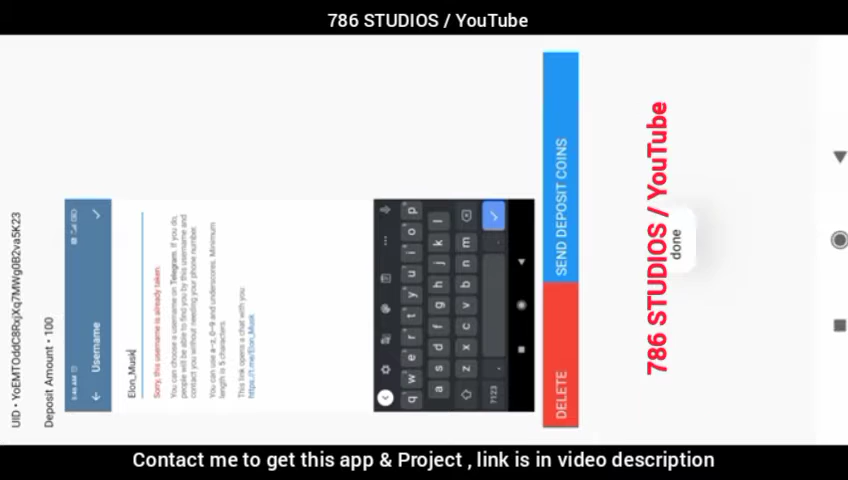 786 STUDIOS / YouTube
UID • YoEMTOddC8RxjXq7MWg0B2va5K23
Deposit Amount • 100
Username
Elon_Musk
Sorry, this username is already taken.
You can choose a username on Telegram. If you do,
people will be able to find you by this username and
contact you without needing your phone number.
You can use a-z, 0-9 and underscores. Minimum
length is 5 characters.
This link opens a chat with you:
https://t.me/Elon_Musk
q w e r t y u i o p
a s d f g h j k l
z x c v b n m
?123 , .
DELETE
SEND DEPOSIT COINS
786 STUDIOS / YouTube
done
Contact me to get this app & Project , link is in video description